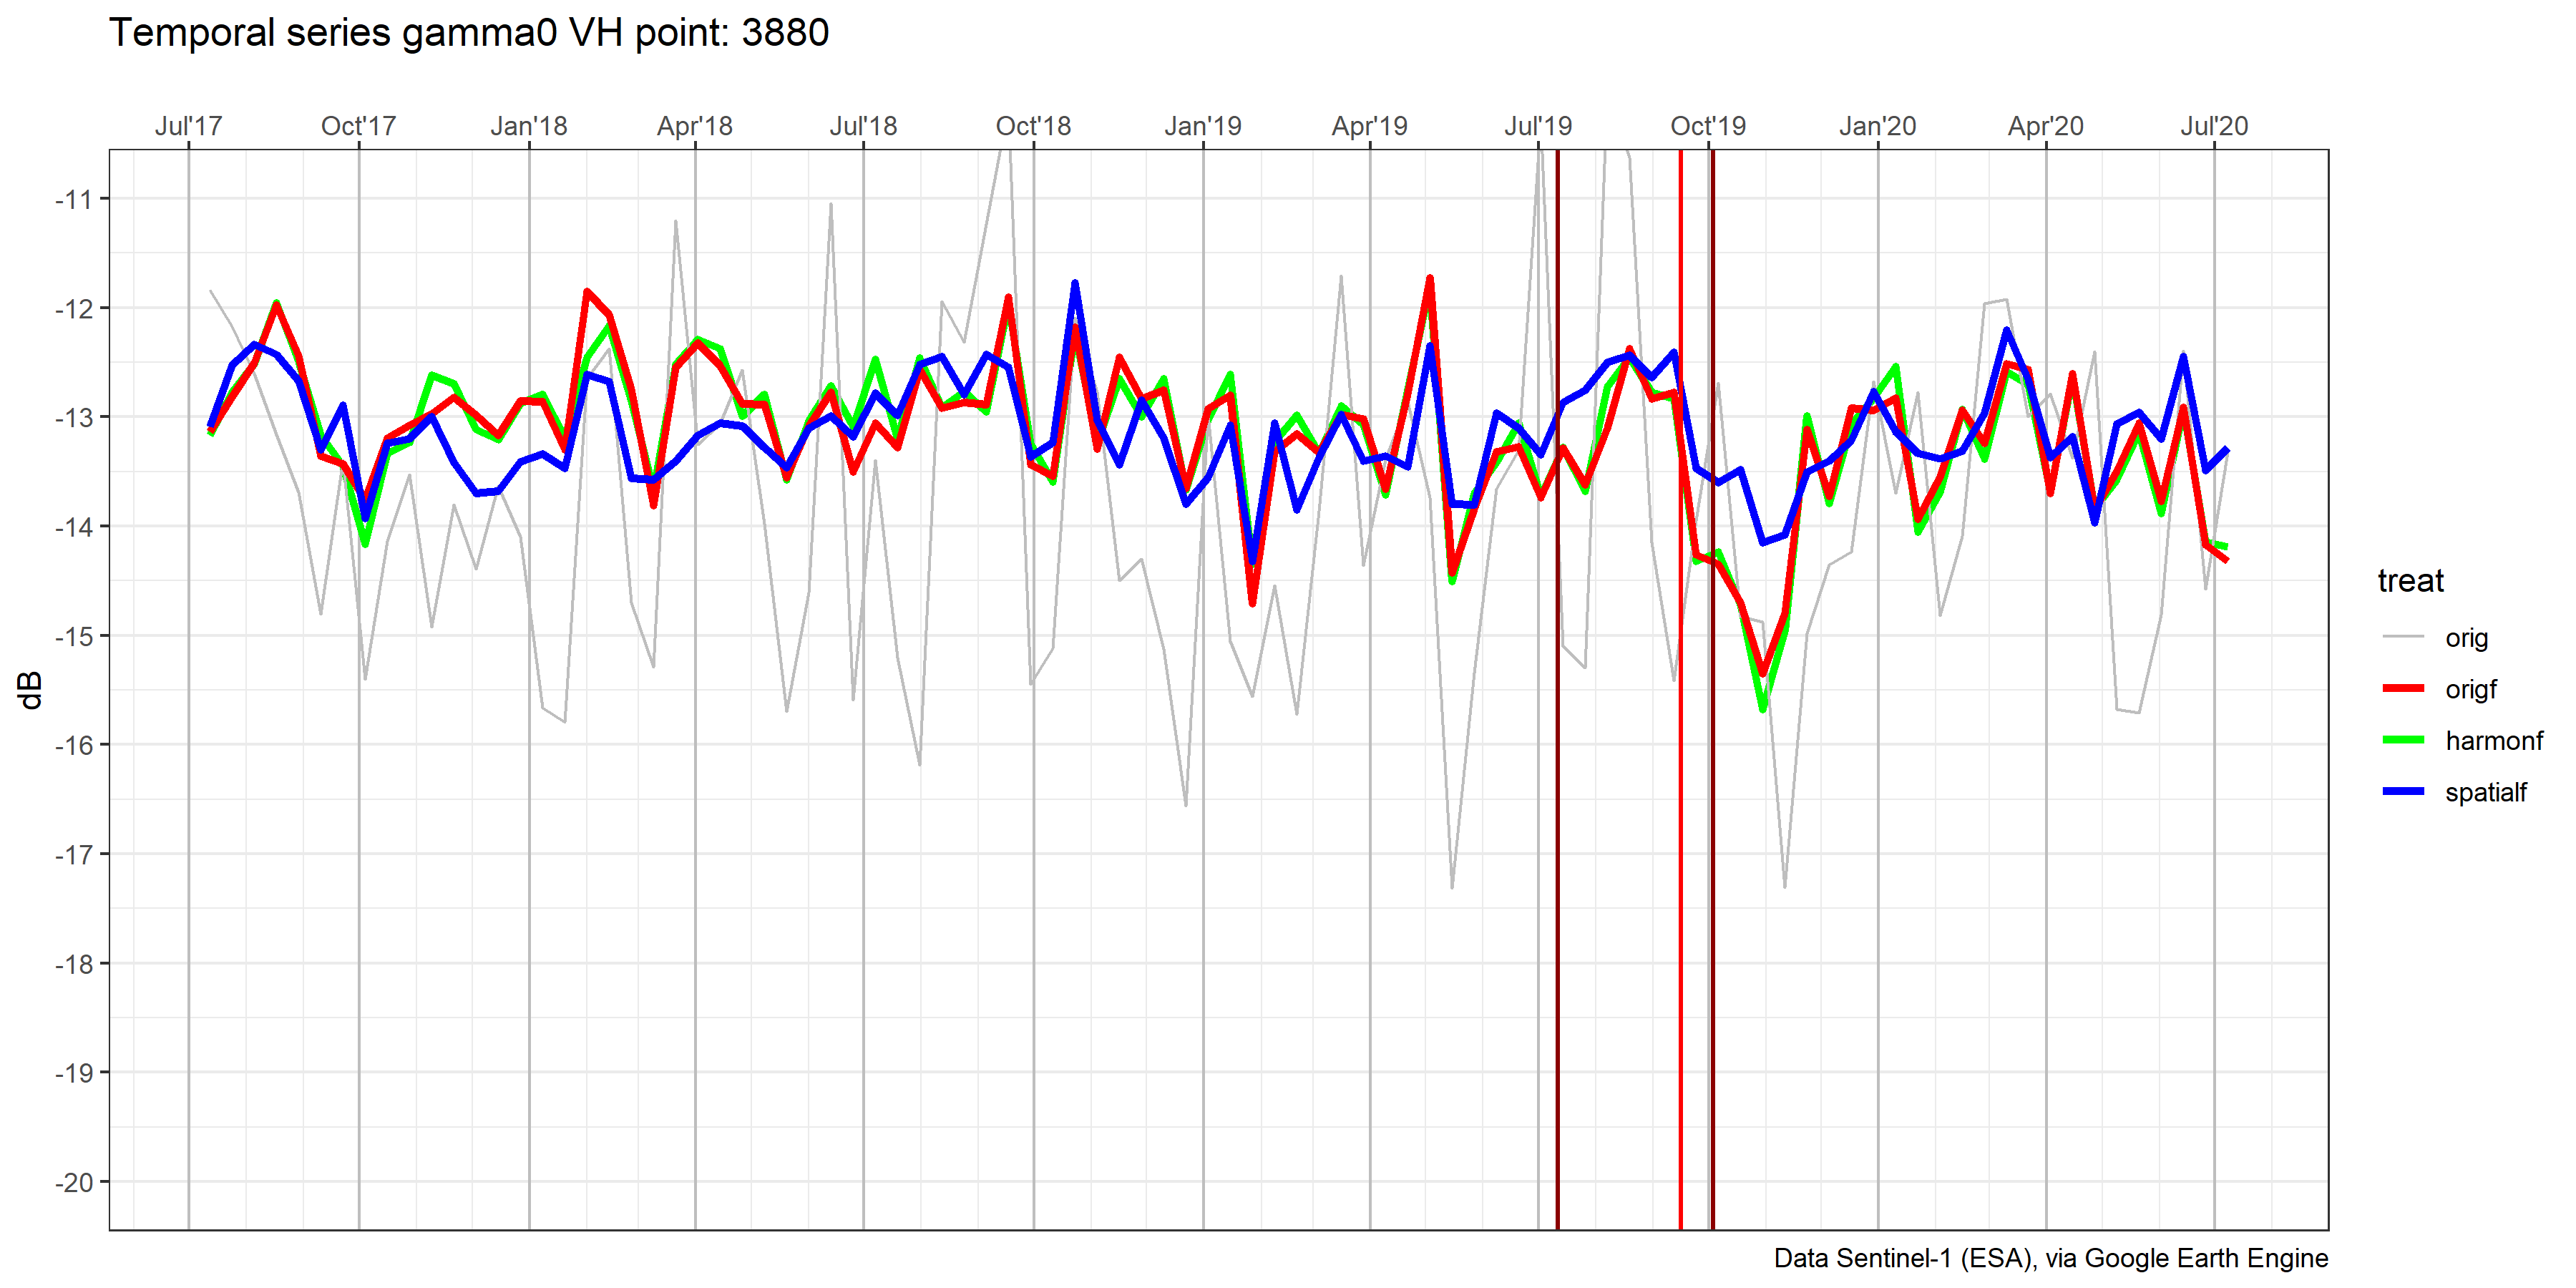 Temporal series gamma0 VH point: 3880
Jul'17 Oct'17 Jan'18 Apr'18 Jul'18 Oct'18 Jan'19 Apr'19 Jul'19 Oct'19 Jan'20 Apr'20 Jul'20
-11
-12
-13
-14
-15
-16
-17
-18
-19
-20
dB
treat
orig
origf
harmonf
spatialf
Data Sentinel-1 (ESA), via Google Earth Engine